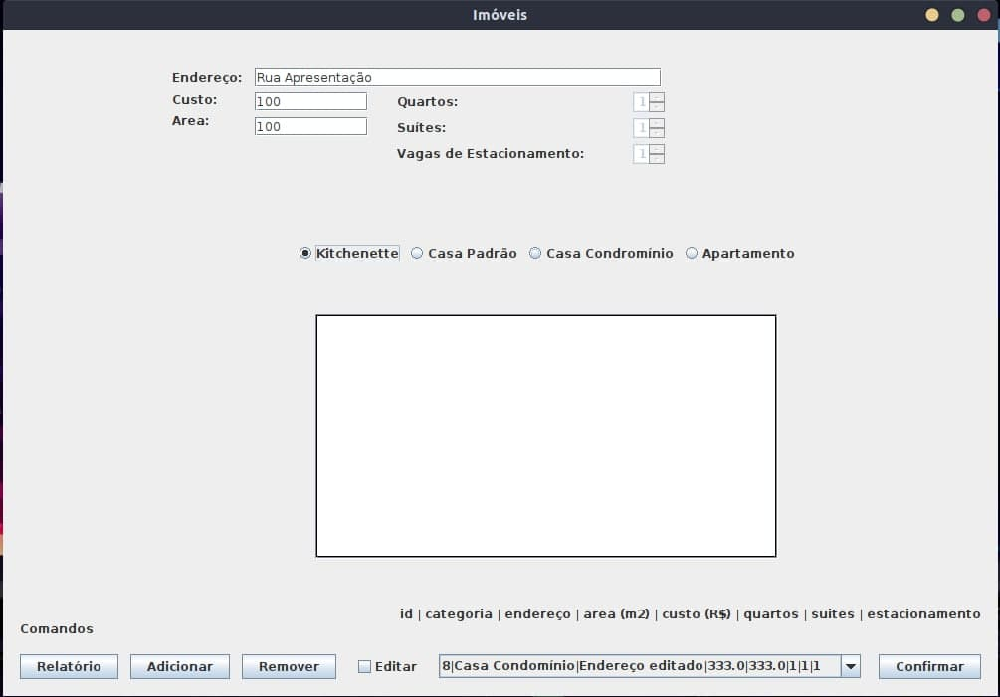 Imóveis
Endereço: Rua Apresentação
Custo: 100 Quartos: 1
Area: 100 Suítes: 1
Vagas de Estacionamento: 1
Kitchenette Casa Padrão Casa Condromínio Apartamento
id | categoria | endereço | area (m2) | custo (R$) | quartos | suites | estacionamento
Comandos
Relatório Adicionar Remover Editar 8|Casa Condomínio|Endereço editado|333.0|333.0|1|1|1 Confirmar